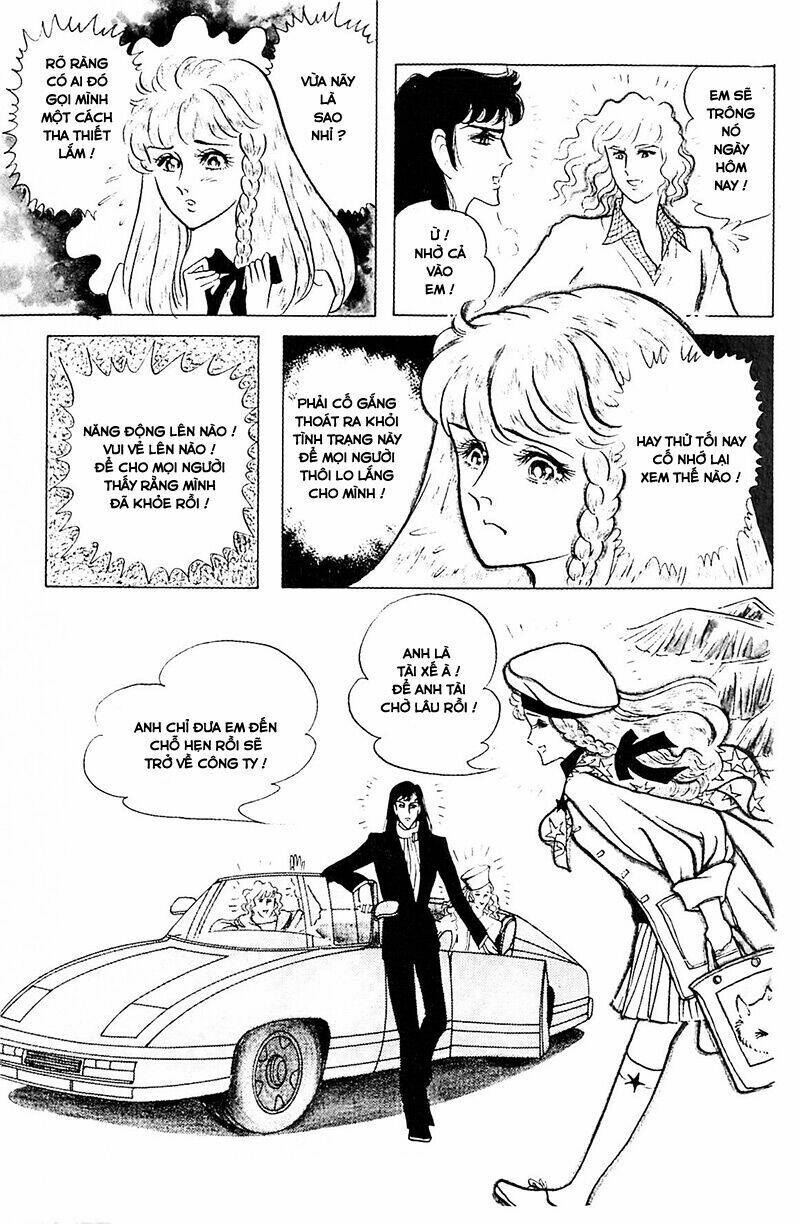 EM SẼ
TRÔNG
NÓ
NGÀY
HÔM
NAY !
Ừ !
NHỜ CẢ
VÀO
EM !
VỪA NÃY
LÀ
SAO
NHỈ ?
RÕ RÀNG
CÓ AI ĐÓ
GỌI MÌNH
MỘT CÁCH
THA THIẾT
LẮM !
HAY THỬ TỐI NAY
CỐ NHỚ LẠI
XEM THẾ NÀO !
PHẢI CỐ GẮNG
THOÁT RA KHỎI
TÌNH TRẠNG NÀY
ĐỂ MỌI NGƯỜI
THÔI LO LẮNG
CHO MÌNH !
NĂNG ĐỘNG LÊN NÀO !
VUI VẺ LÊN NÀO !
ĐỂ CHO MỌI NGƯỜI
THẤY RẰNG MÌNH
ĐÃ KHỎE RỒI !
ANH LÀ
TÀI XẾ À !
ĐỂ ANH TÀI
CHỜ LÂU RỒI !
ANH CHỈ ĐƯA EM ĐẾN
CHỖ HẸN RỒI SẼ
TRỞ VỀ CÔNG TY !